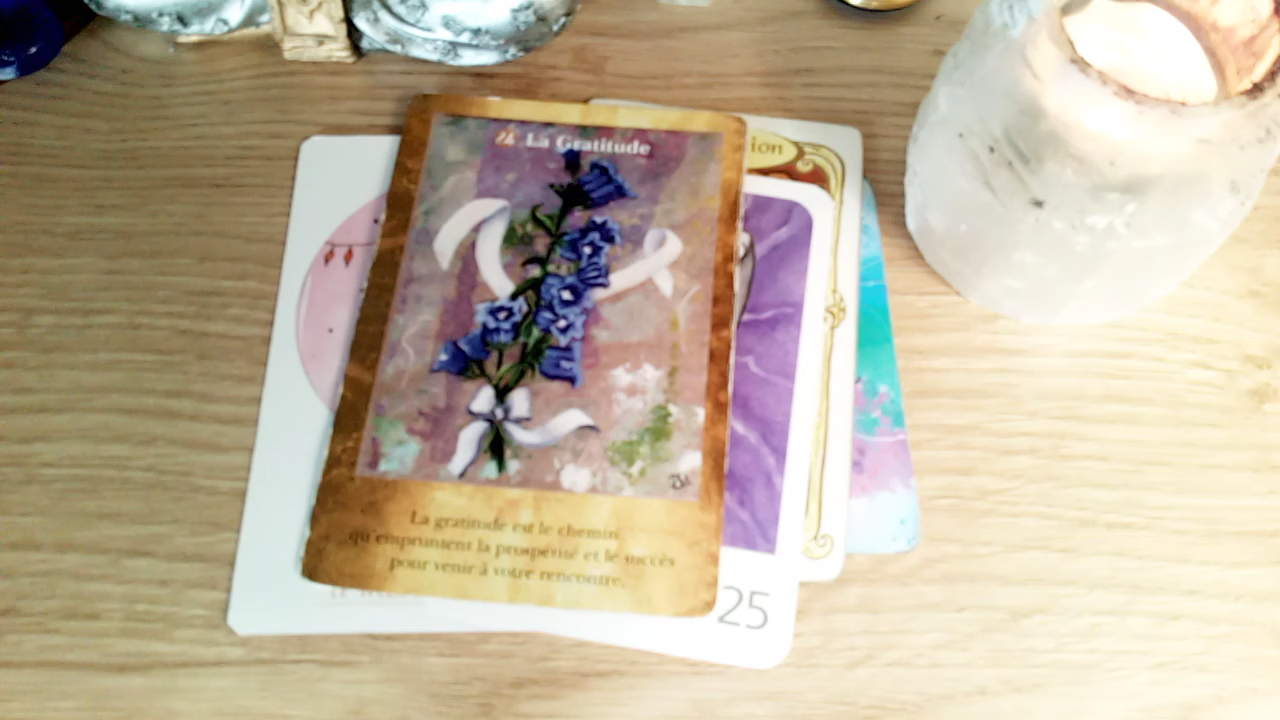 La Gratitude
ion
La gratitude est le chemin
qu'empruntent la prospérité et le succès
pour venir à votre rencontre.
25